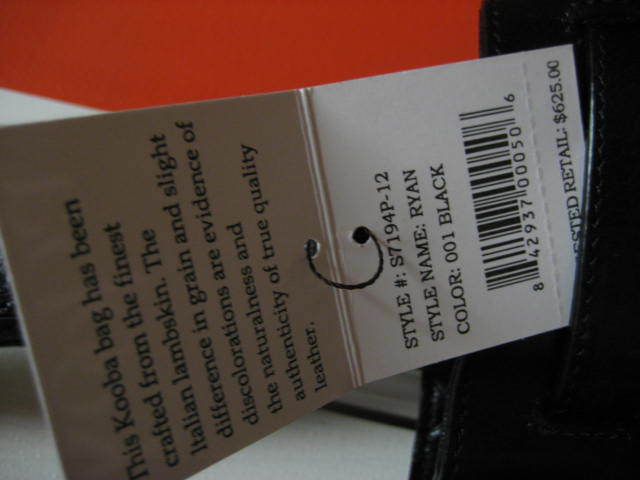 This Kooba bag has been
crafted from the finest
Italian lambskin. The
difference in grain and slight
discolorations are evidence of
the naturalness and
authenticity of true quality
leather.
STYLE #: S7194P-12
STYLE NAME: RYAN
COLOR: 001 BLACK
8 42937 00050 6
RETAIL: $625.00